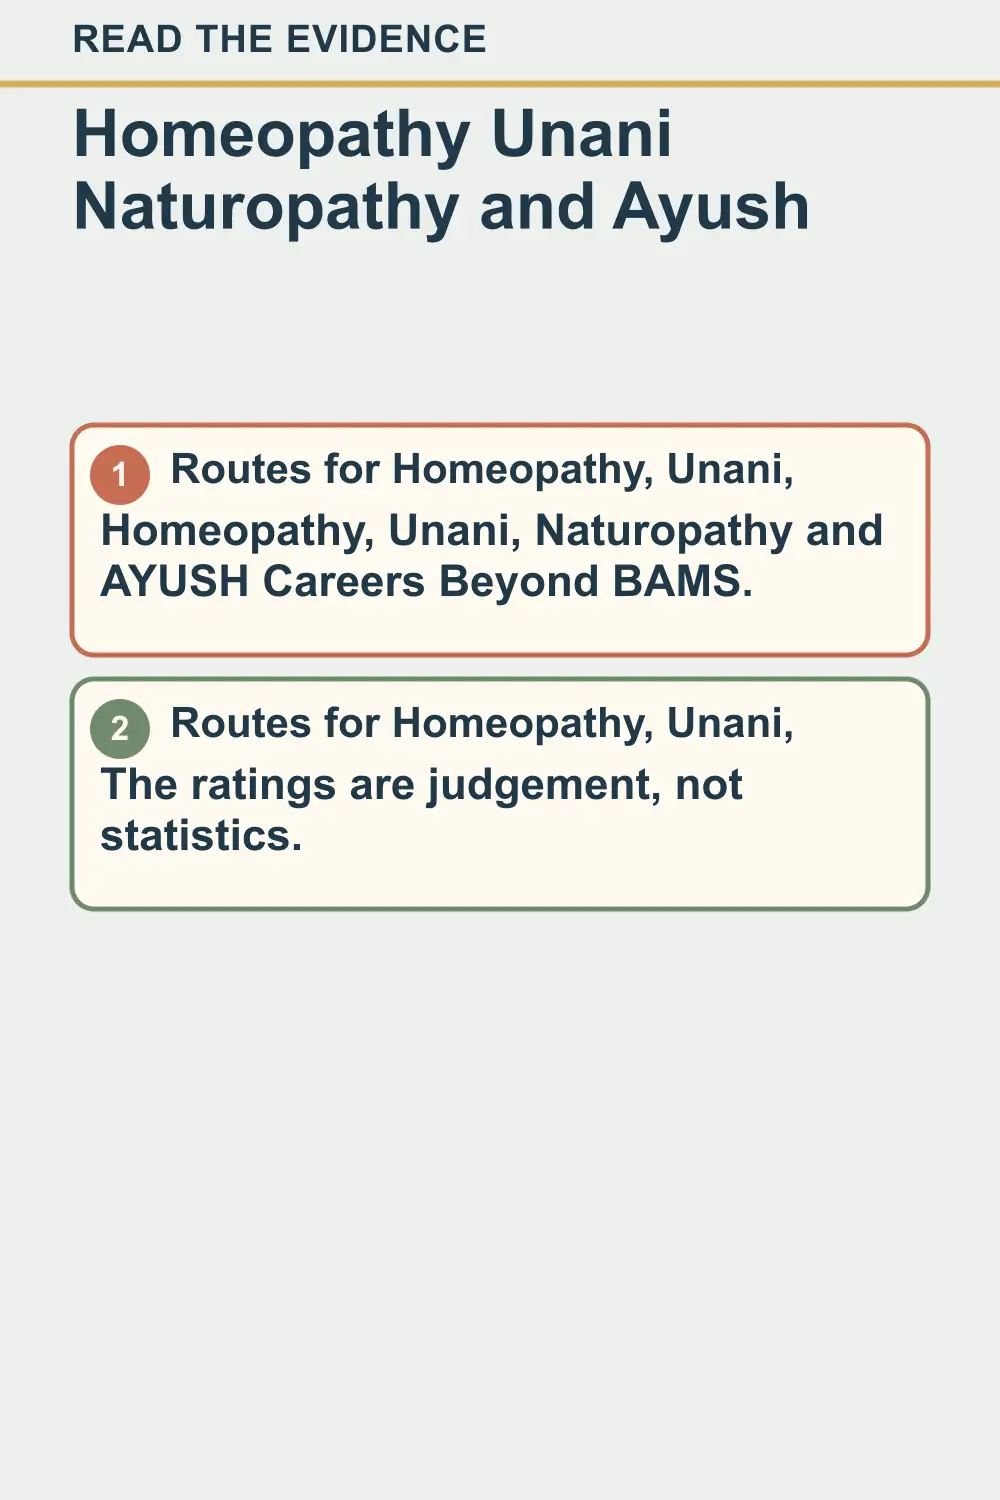 READ THE EVIDENCE
Homeopathy Unani
Naturopathy and Ayush
1 Routes for Homeopathy, Unani,
Homeopathy, Unani, Naturopathy and
AYUSH Careers Beyond BAMS.
2 Routes for Homeopathy, Unani,
The ratings are judgement, not
statistics.